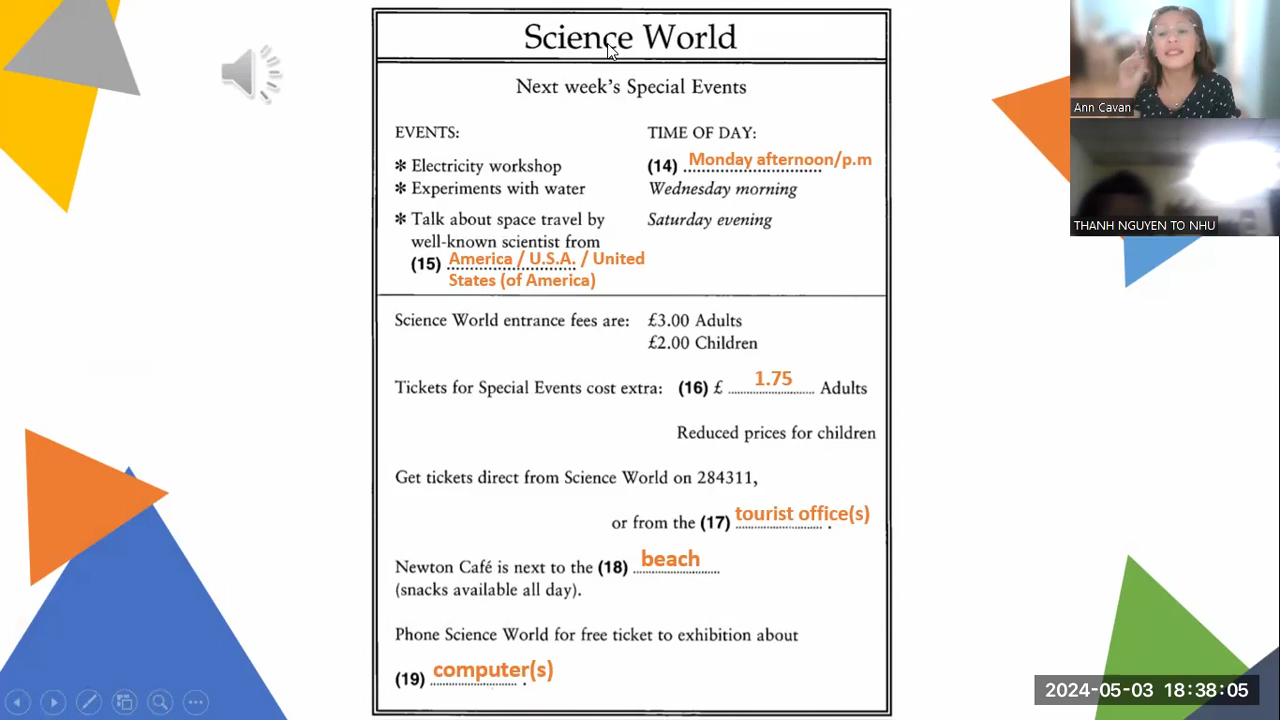 Science World
Next week's Special Events
EVENTS:
TIME OF DAY:
✻ Electricity workshop
(14) Monday afternoon/p.m
✻ Experiments with water
Wednesday morning
✻ Talk about space travel by
Saturday evening
well-known scientist from
(15) America / U.S.A. / United
States (of America)
Science World entrance fees are: £3.00 Adults
£2.00 Children
Tickets for Special Events cost extra: (16) £ 1.75 Adults
Reduced prices for children
Get tickets direct from Science World on 284311,
or from the (17) tourist office(s) .
Newton Café is next to the (18) beach
(snacks available all day).
Phone Science World for free ticket to exhibition about
(19) computer(s) .
Ann Cavan
THANH NGUYEN TO NHU
2024-05-03 18:38:05